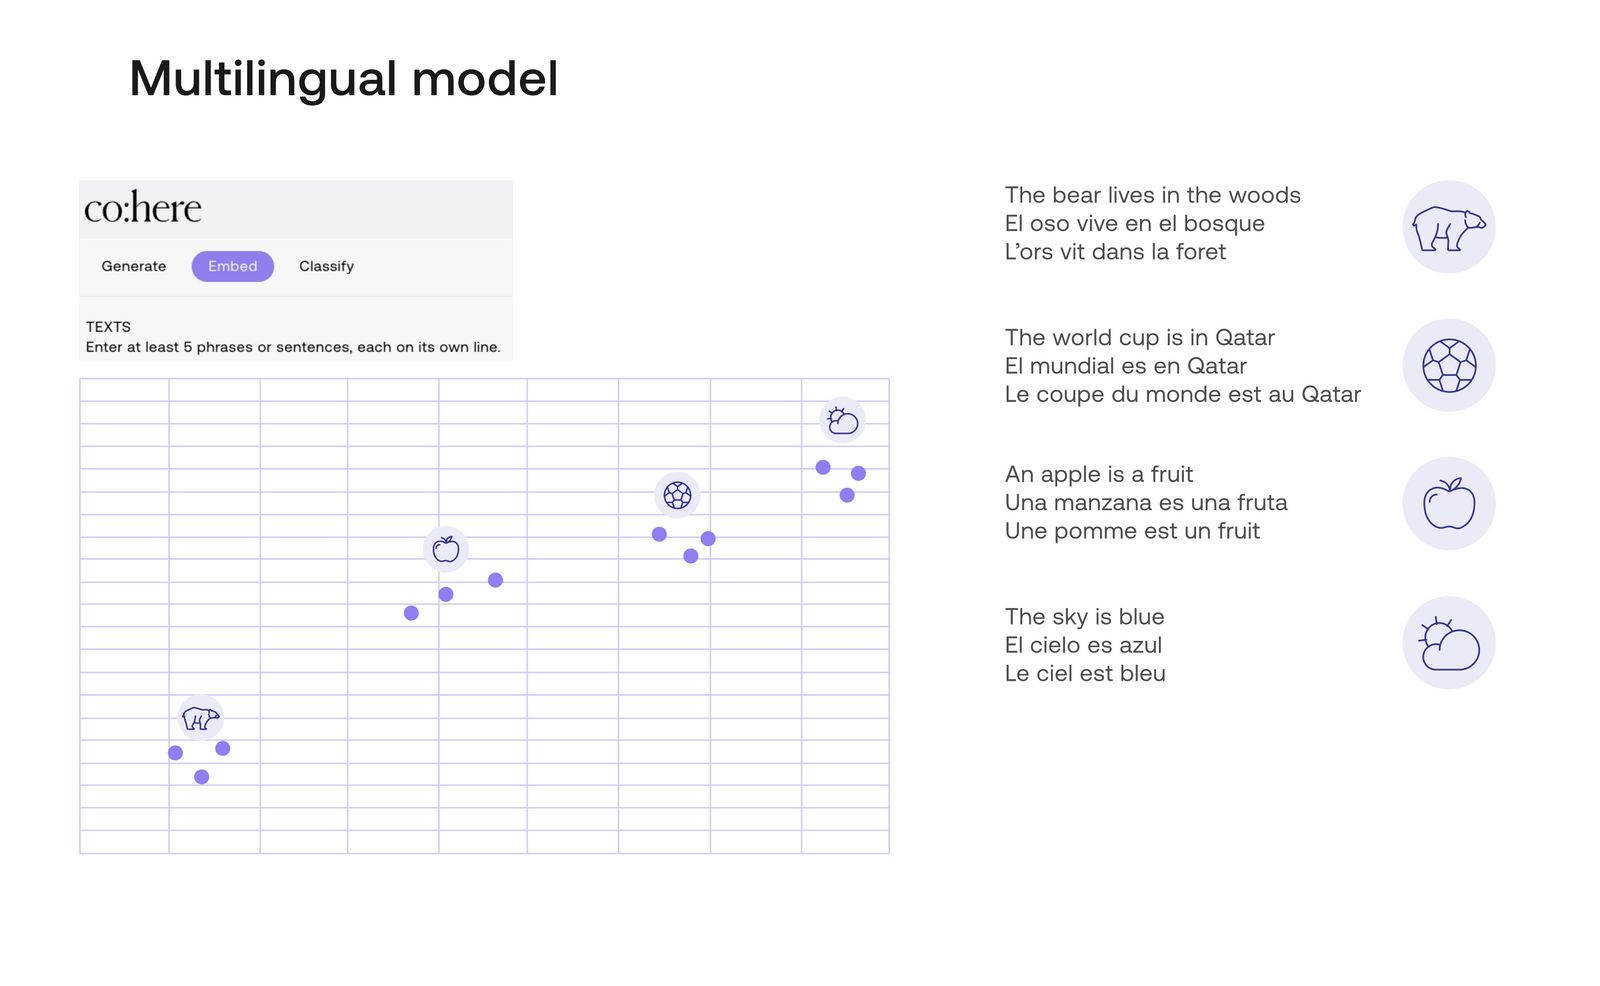 Multilingual model
co:here
Generate Embed Classify
TEXTS
Enter at least 5 phrases or sentences, each on its own line.
The bear lives in the woods
El oso vive en el bosque
L’ors vit dans la foret
The world cup is in Qatar
El mundial es en Qatar
Le coupe du monde est au Qatar
An apple is a fruit
Una manzana es una fruta
Une pomme est un fruit
The sky is blue
El cielo es azul
Le ciel est bleu